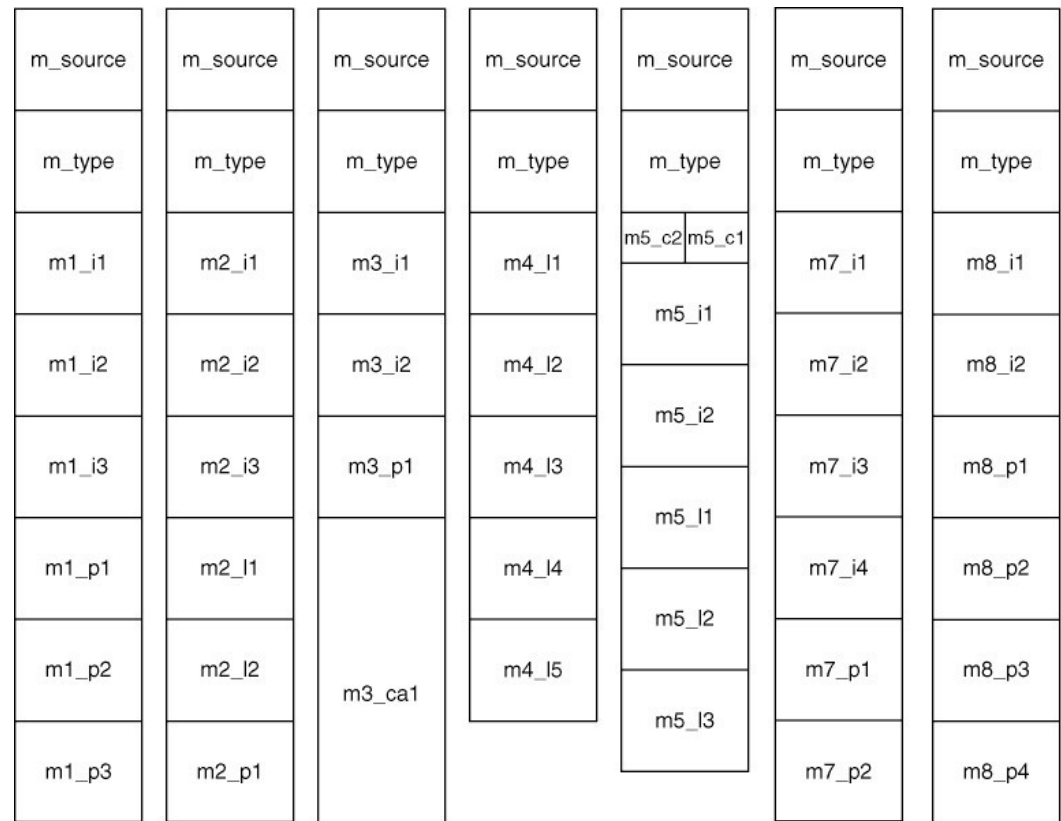 m_source m_source m_source m_source m_source m_source m_source
m_type m_type m_type m_type m_type m_type m_type
m1_i1 m2_i1 m3_i1 m4_l1 m5_c2 m5_c1 m7_i1 m8_i1
m5_i1
m1_i2 m2_i2 m3_i2 m4_l2 m7_i2 m8_i2
m5_i2
m1_i3 m2_i3 m3_p1 m4_l3 m7_i3 m8_p1
m5_l1
m1_p1 m2_l1 m4_l4 m7_i4 m8_p2
m5_l2
m1_p2 m2_l2 m3_ca1 m4_l5 m7_p1 m8_p3
m5_l3
m1_p3 m2_p1 m7_p2 m8_p4